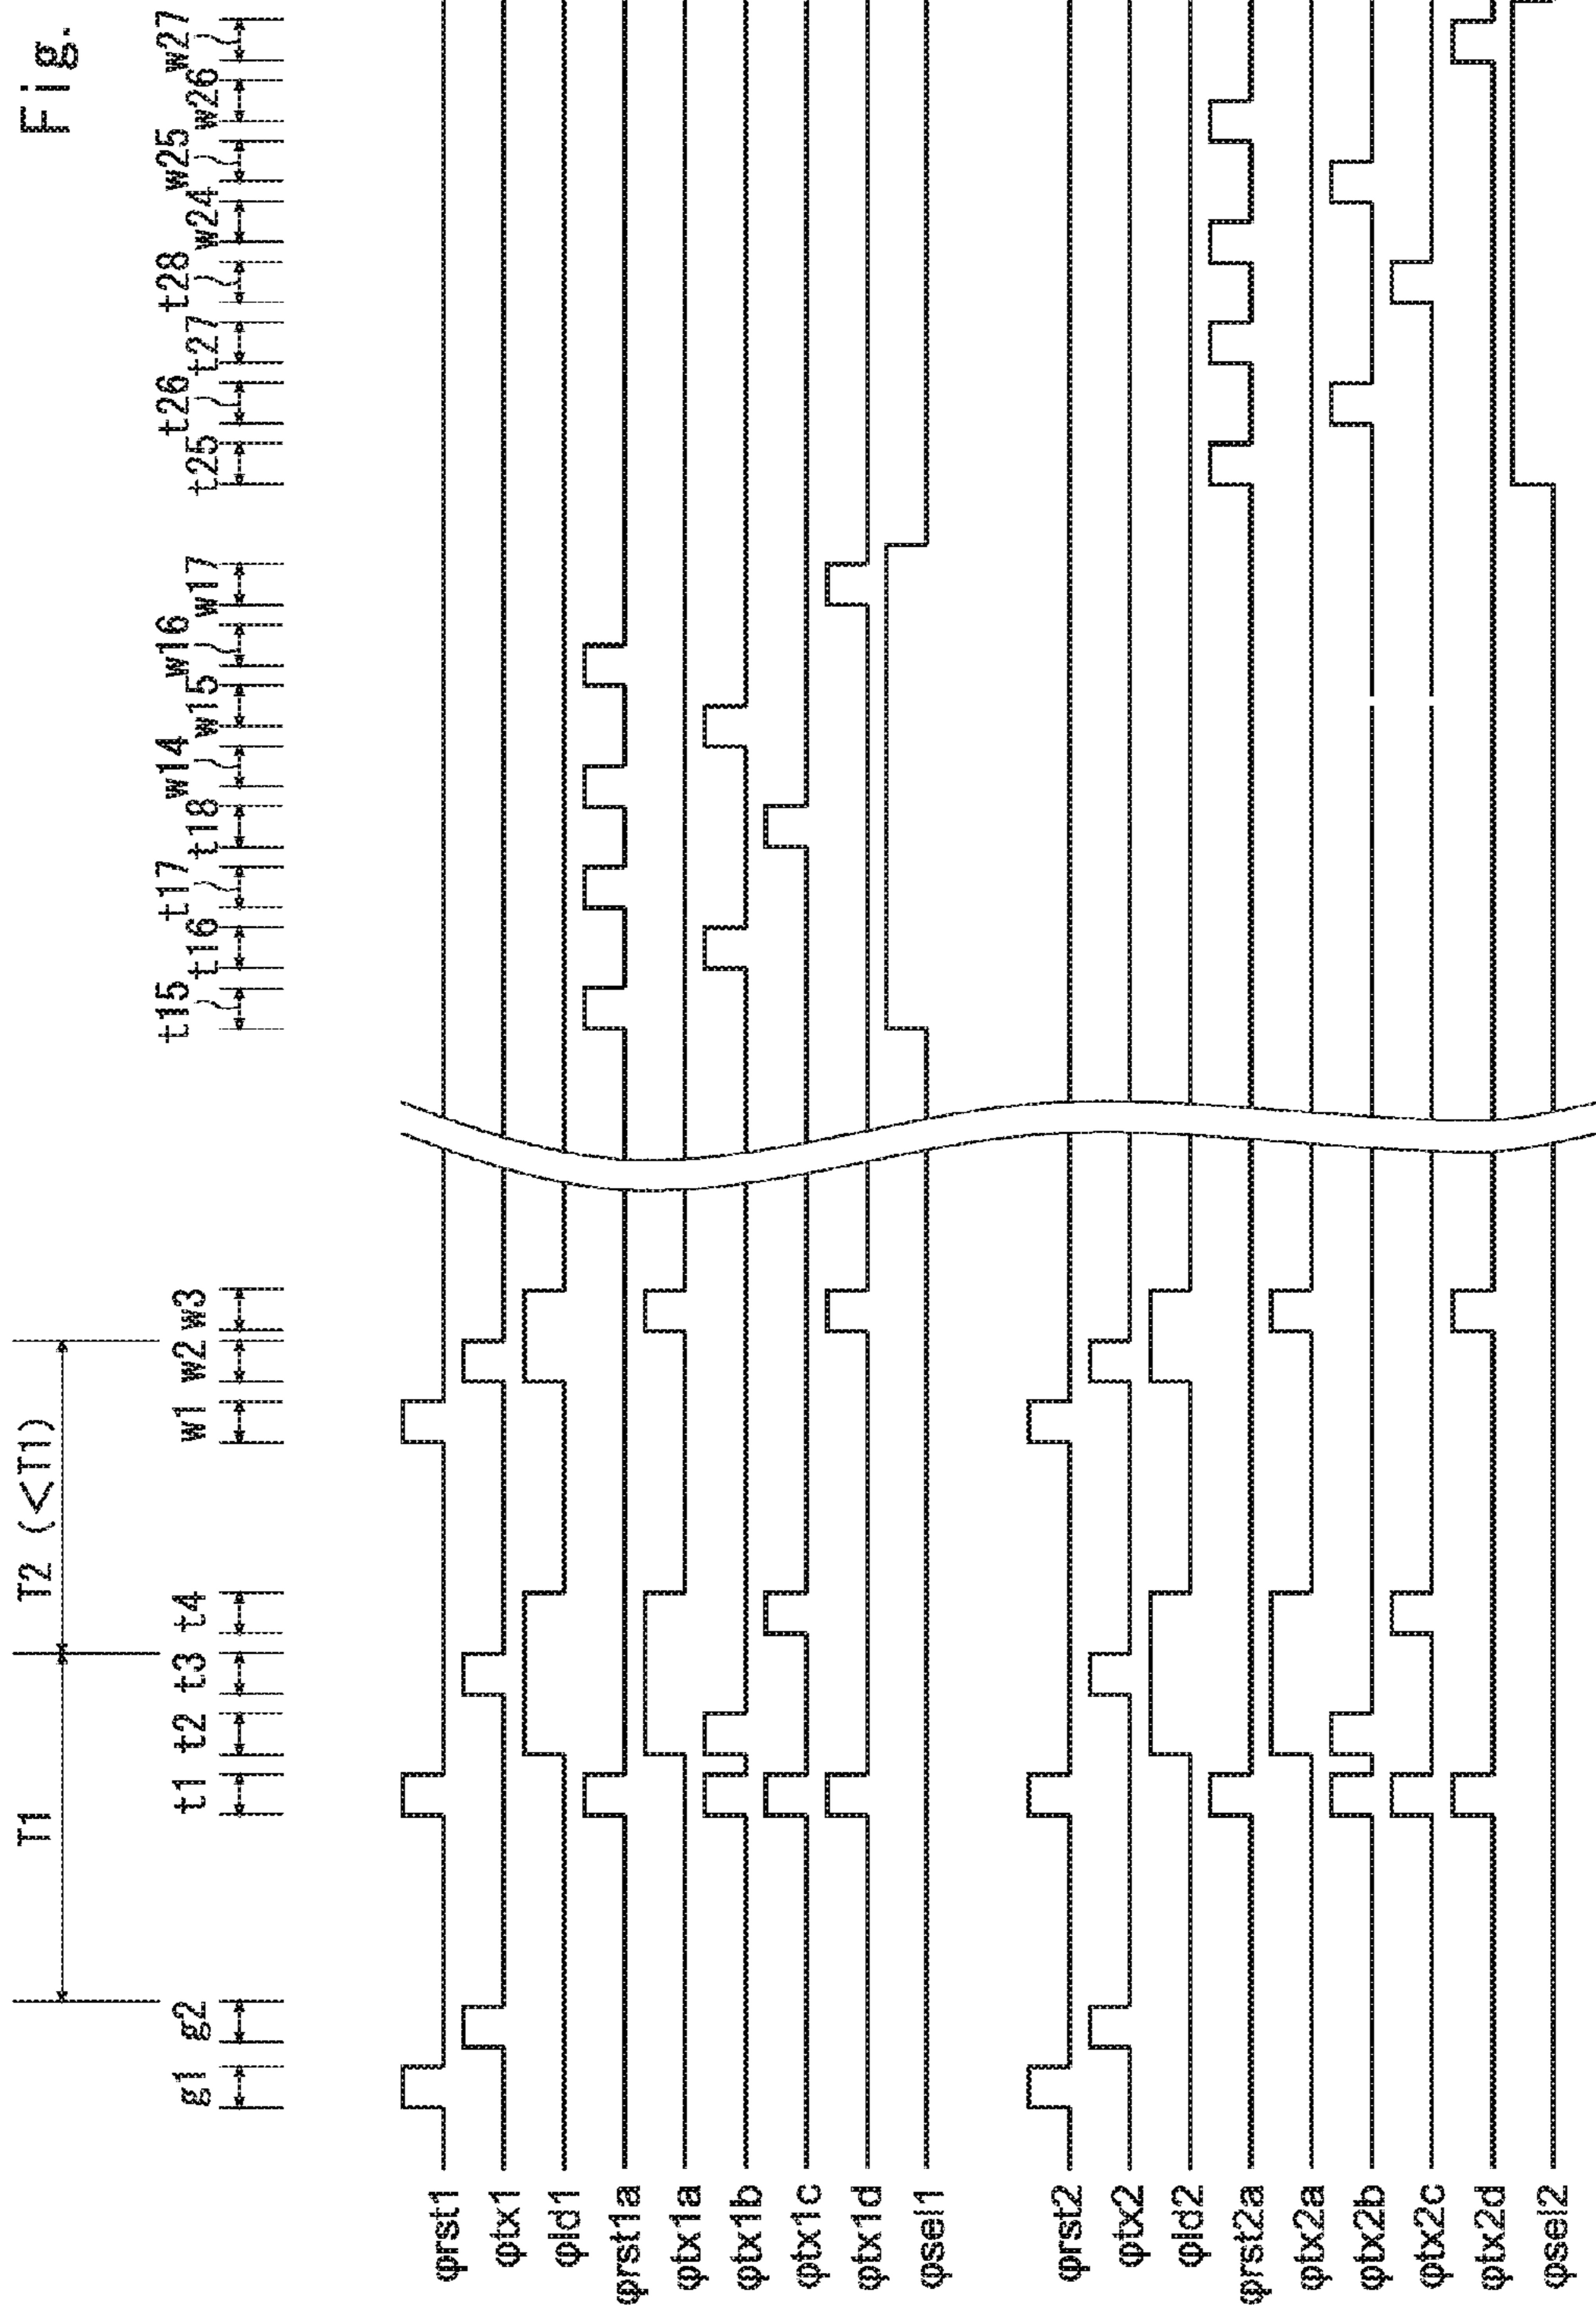 Fig.
T1 T2 (<T1)
g1 g2 t1 t2 t3 t4 w1 w2 w3 t15 t16 t17 t18 w14 w15 w16 w17 t25 t26 t27 t28 w24 w25 w26 w27
φrst1
φtx1
φld1
φrst1a
φtx1a
φtx1b
φtx1c
φtx1d
φsel1
φrst2
φtx2
φld2
φrst2a
φtx2a
φtx2b
φtx2c
φtx2d
φsel2